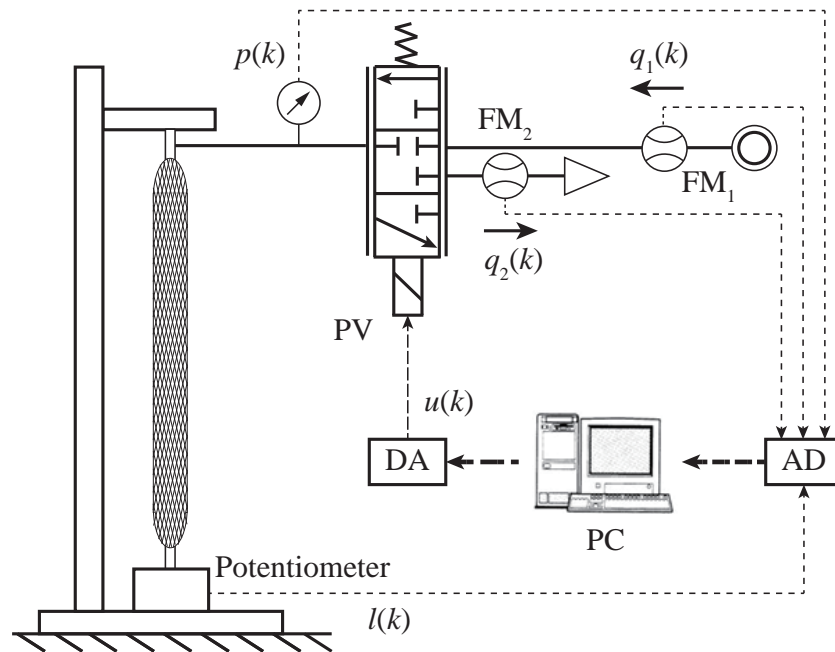 p(k)
q₁(k)
FM₂
FM₁
q₂(k)
PV
u(k)
DA
AD
PC
Potentiometer
l(k)